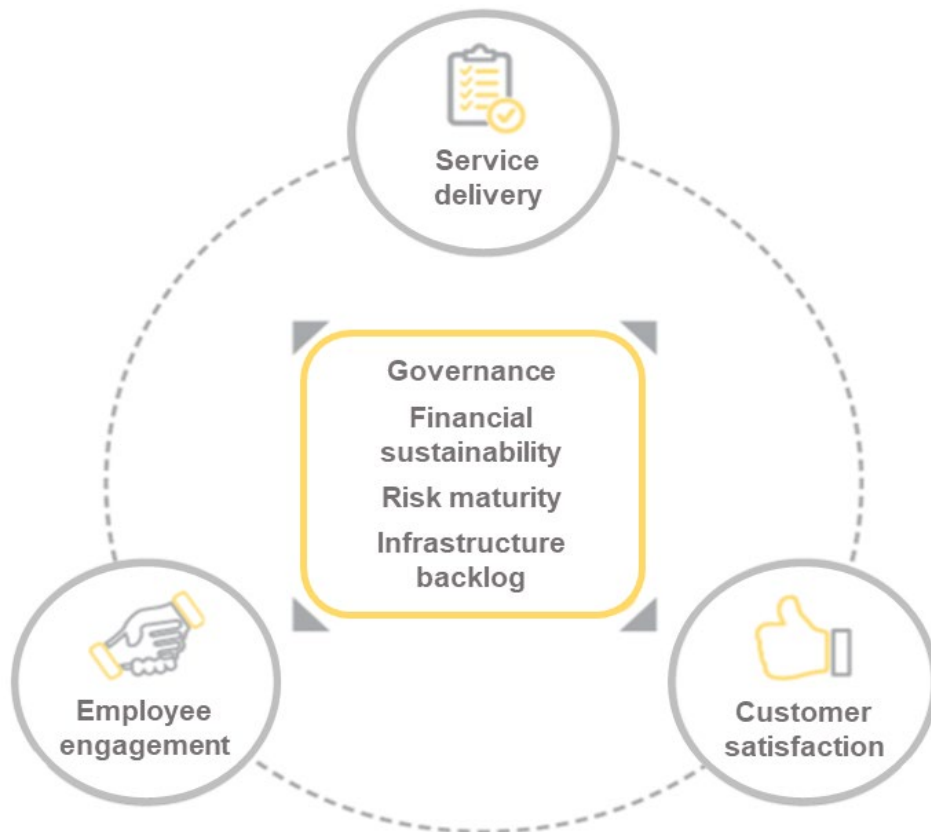 Service
delivery
Governance
Financial
sustainability
Risk maturity
Infrastructure
backlog
Employee
engagement
Customer
satisfaction